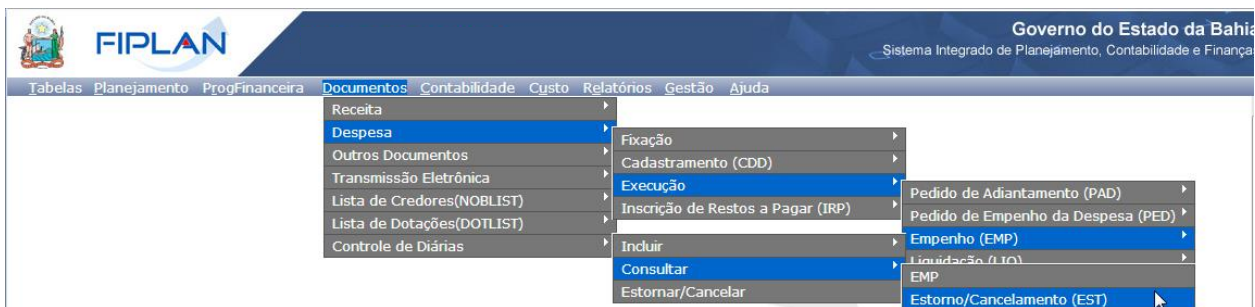 FIPLAN
Governo do Estado da Bahia
Sistema Integrado de Planejamento, Contabilidade e Finança
Tabelas Planejamento ProgFinanceira Documentos Contabilidade Custo Relatórios Gestão Ajuda
Receita
Despesa
Outros Documentos
Transmissão Eletrônica
Lista de Credores(NOBLIST)
Lista de Dotações(DOTLIST)
Controle de Diárias
Fixação
Cadastramento (CDD)
Execução
Inscrição de Restos a Pagar (IRP)
Pedido de Adiantamento (PAD)
Pedido de Empenho da Despesa (PED)
Empenho (EMP)
Liquidação (LIQ)
Incluir
Consultar
Estornar/Cancelar
EMP
Estorno/Cancelamento (EST)